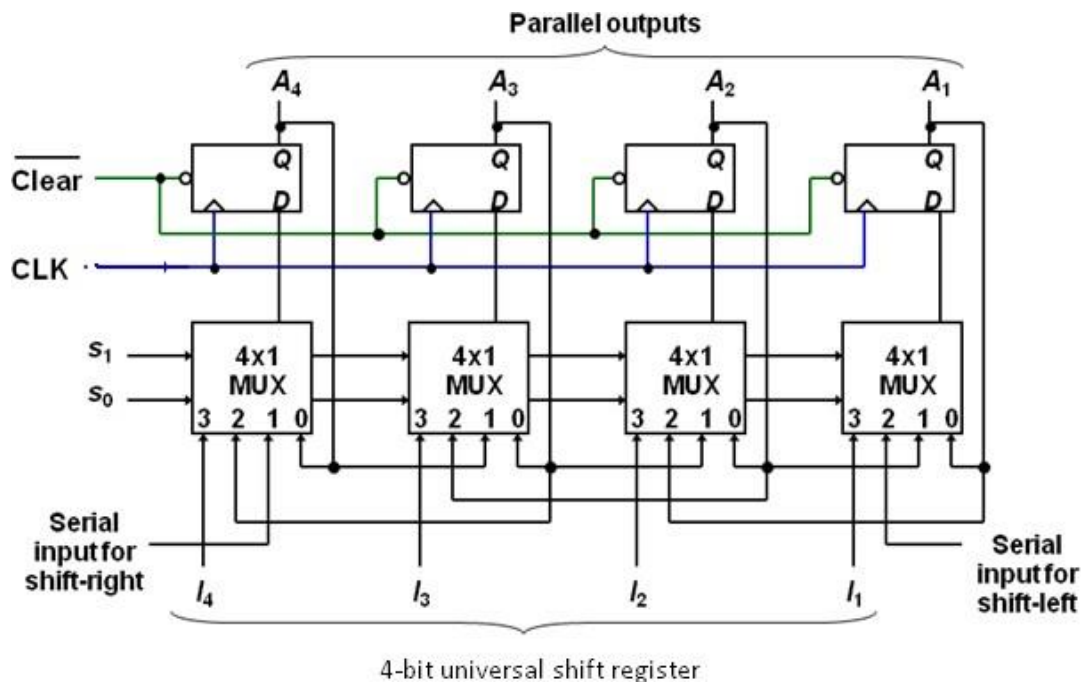 Parallel outputs
A4 A3 A2 A1
Clear
Q Q Q Q
D D D D
CLK
s1
s0
4x1 4x1 4x1 4x1
MUX MUX MUX MUX
3 2 1 0 3 2 1 0 3 2 1 0 3 2 1 0
Serial
input for
shift-right
I4 I3 I2 I1
Serial
input for
shift-left
4-bit universal shift register